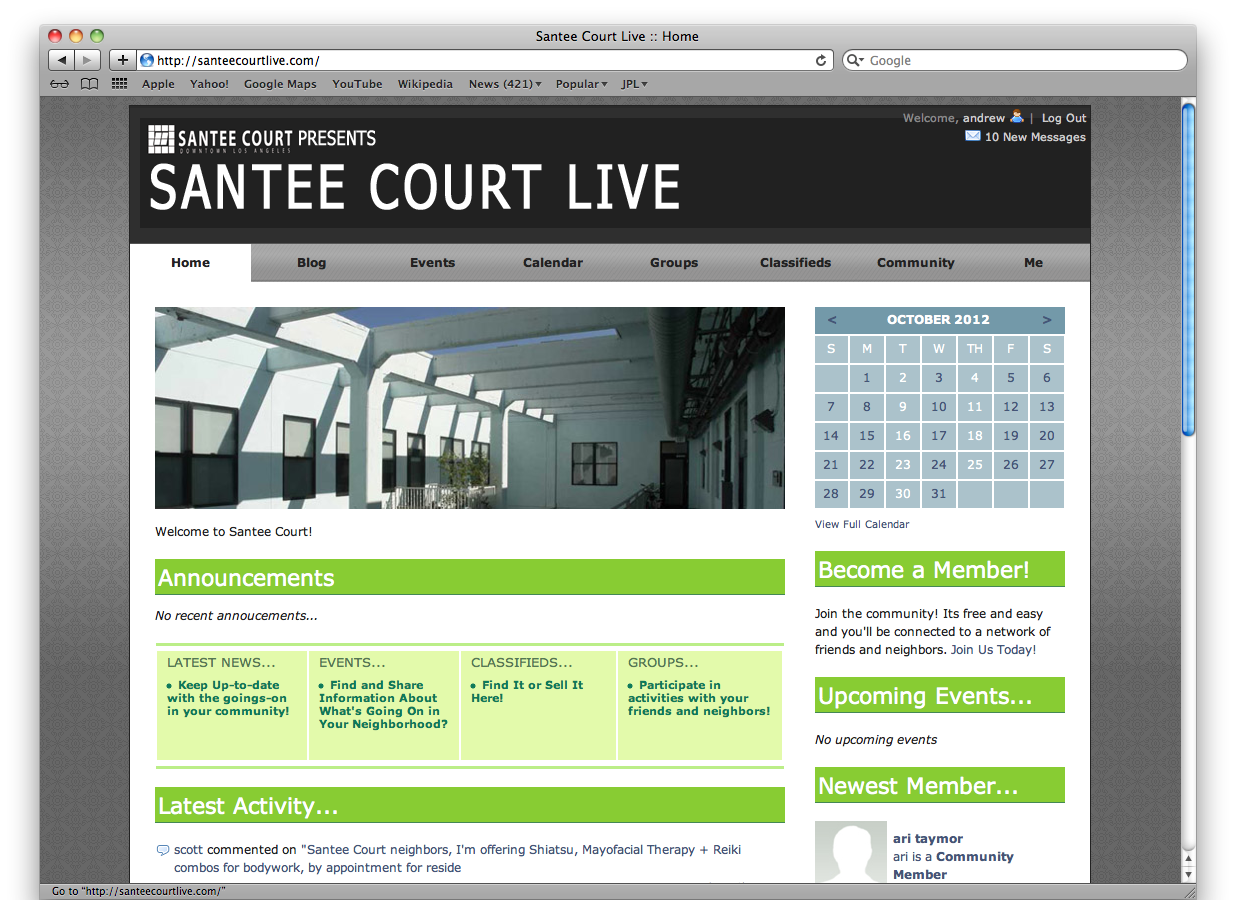 Santee Court Live :: Home
http://santeecourtlive.com/
Google
Apple Yahoo! Google Maps YouTube Wikipedia News (421) Popular JPL
Welcome, andrew | Log Out
10 New Messages
SANTEE COURT PRESENTS
DOWNTOWN LOS ANGELES
SANTEE COURT LIVE
Home Blog Events Calendar Groups Classifieds Community Me
Welcome to Santee Court!
Announcements
No recent annoucements...
LATEST NEWS...
• Keep Up-to-date
with the goings-on
in your community!
EVENTS...
• Find and Share
Information About
What's Going On in
Your Neighborhood?
CLASSIFIEDS...
• Find It or Sell It
Here!
GROUPS...
• Participate in
activities with your
friends and neighbors!
Latest Activity...
scott commented on "Santee Court neighbors, I'm offering Shiatsu, Mayofacial Therapy + Reiki
combos for bodywork, by appointment for reside
< OCTOBER 2012 >
S M T W TH F S
1 2 3 4 5 6
7 8 9 10 11 12 13
14 15 16 17 18 19 20
21 22 23 24 25 26 27
28 29 30 31
View Full Calendar
Become a Member!
Join the community! Its free and easy
and you'll be connected to a network of
friends and neighbors. Join Us Today!
Upcoming Events...
No upcoming events
Newest Member...
ari taymor
ari is a Community
Member
Go to "http://santeecourtlive.com/"